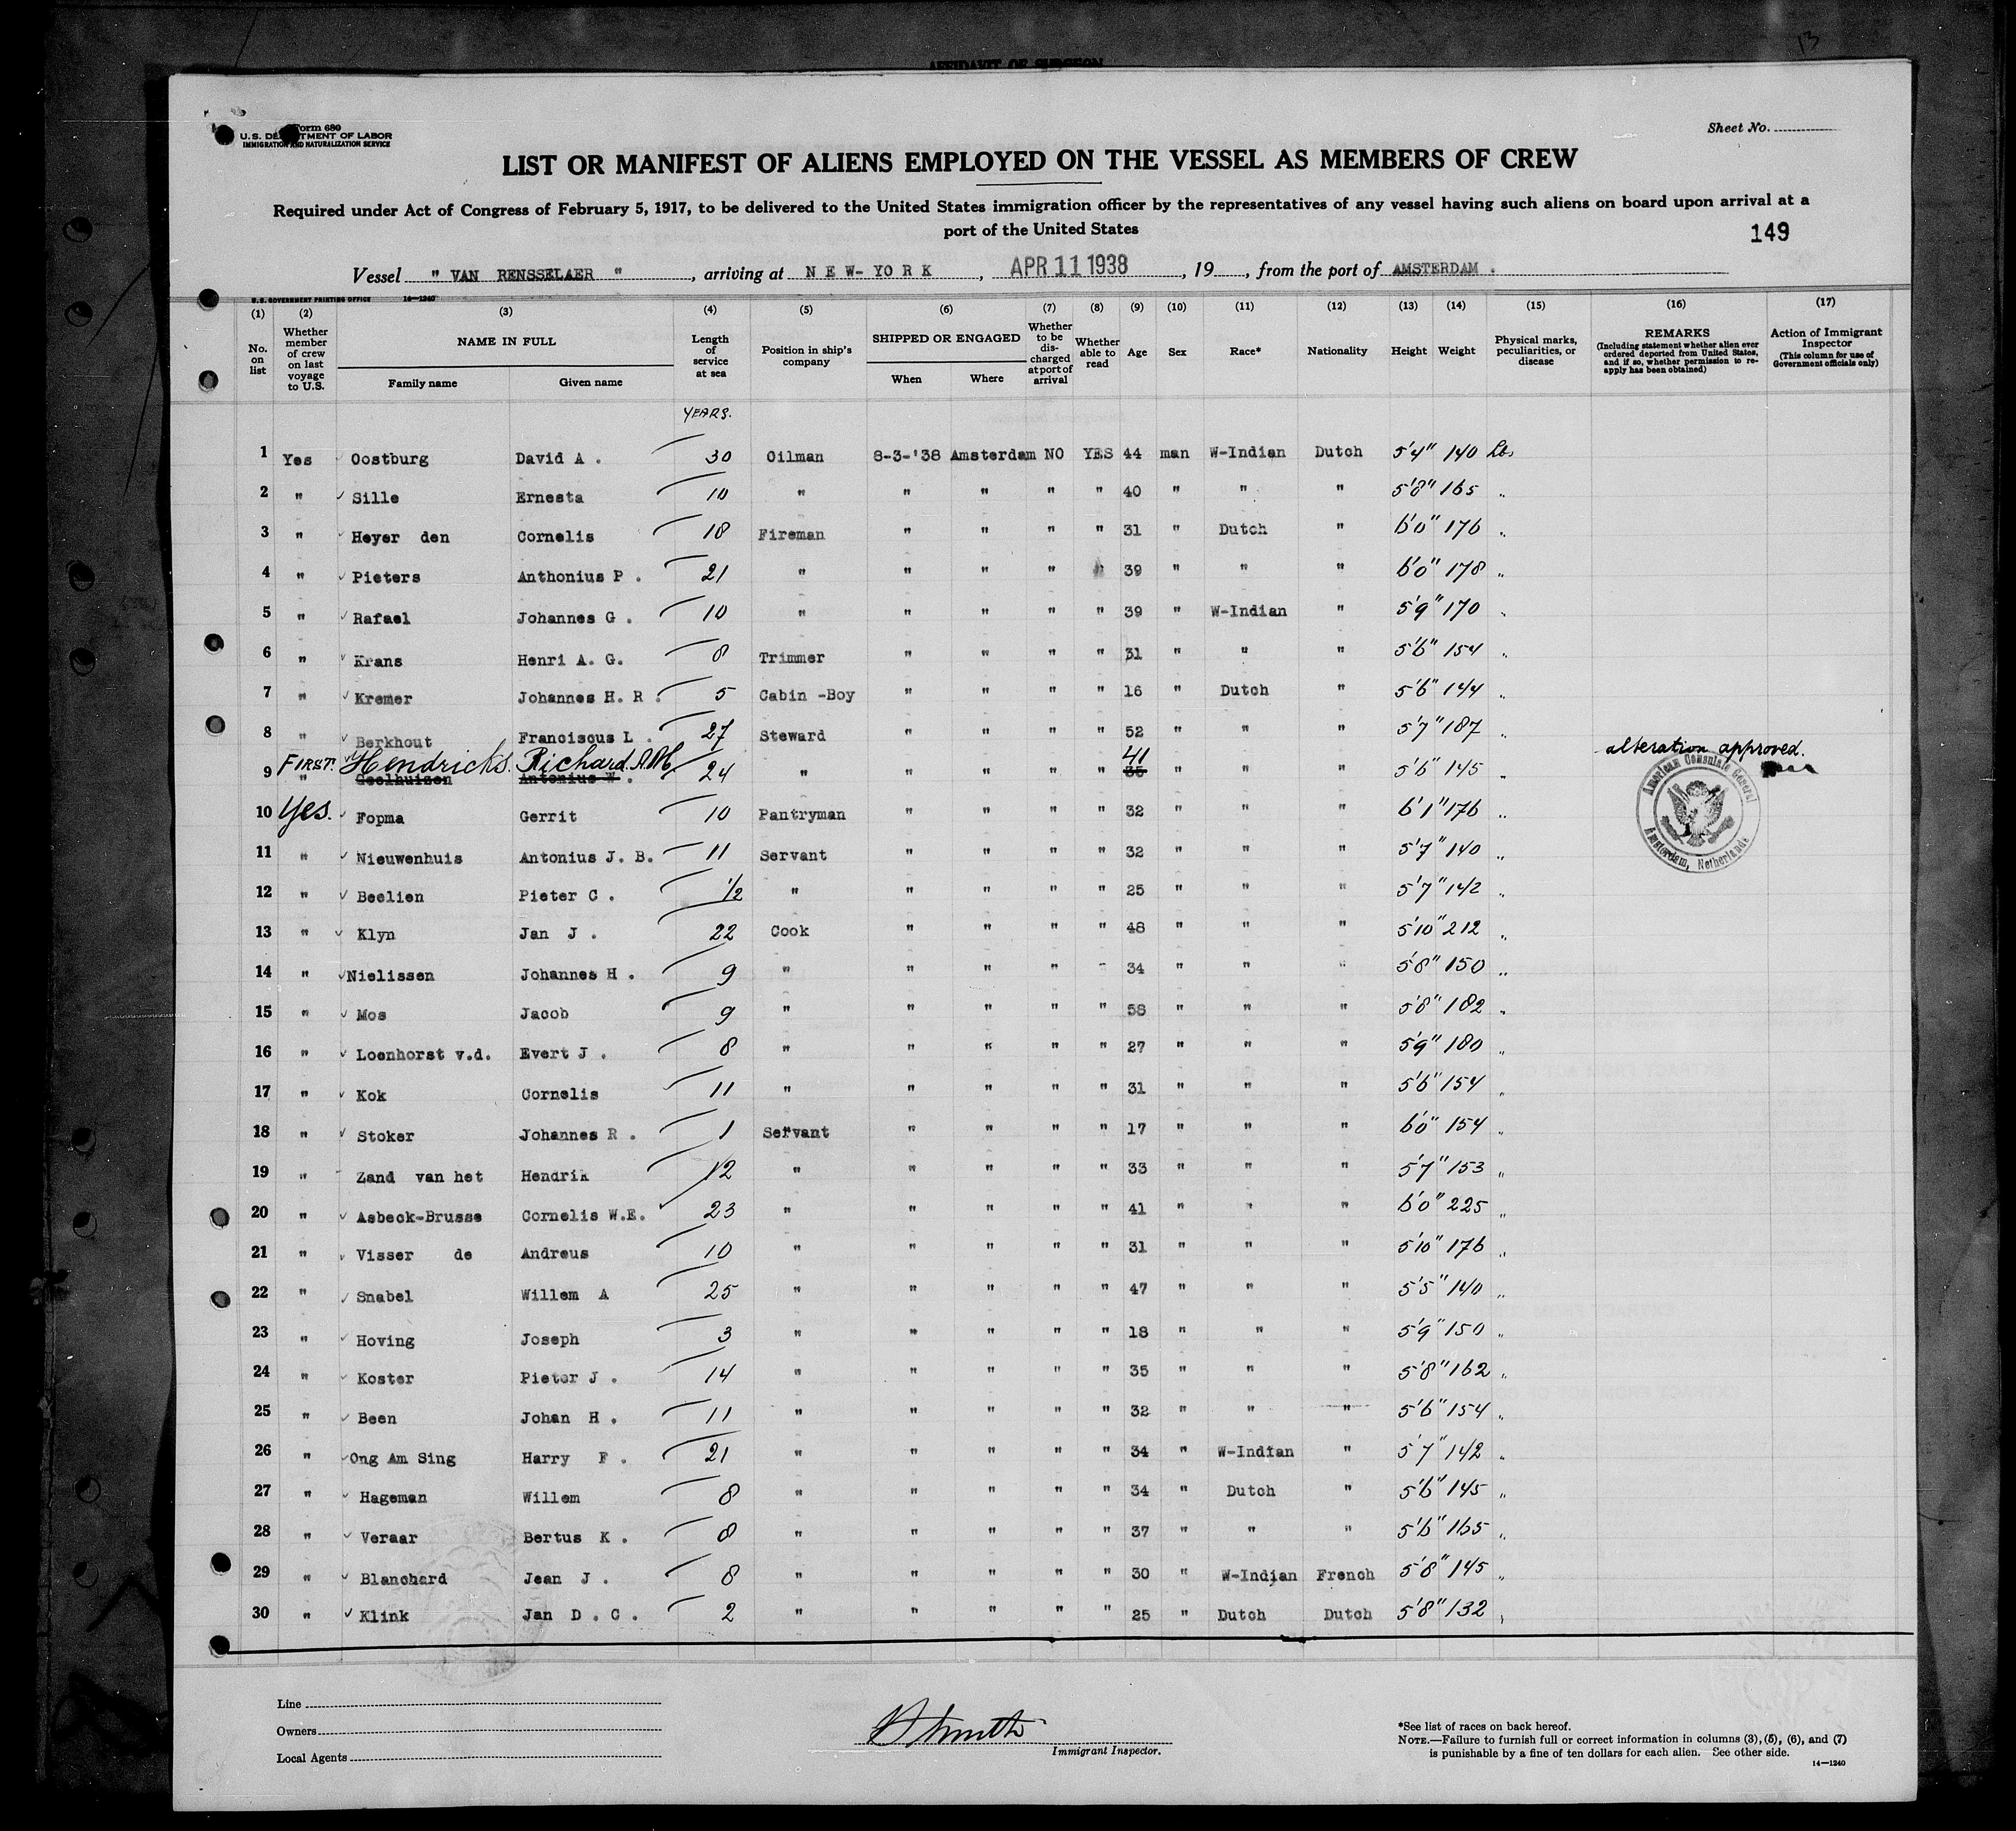 13
AFFIDAVIT OF SURGEON
Form 680
U.S. DEPARTMENT OF LABOR
IMMIGRATION AND NATURALIZATION SERVICE
Sheet No.
LIST OR MANIFEST OF ALIENS EMPLOYED ON THE VESSEL AS MEMBERS OF CREW
Required under Act of Congress of February 5, 1917, to be delivered to the United States immigration officer by the representatives of any vessel having such aliens on board upon arrival at a
port of the United States
149
Vessel " VAN RENSSELAER " , arriving at NEW-YORK , APR 11 1938 , 19 , from the port of AMSTERDAM .
U.S. GOVERNMENT PRINTING OFFICE 14—1240
(1) (2) (3) (4) (5) (6) (7) (8) (9) (10) (11) (12) (13) (14) (15) (16) (17)
No. on list
Whether member of crew on last voyage to U.S.
NAME IN FULL
Family name Given name
Length of service at sea
Position in ship's company
SHIPPED OR ENGAGED
When Where
Whether to be discharged at port of arrival
Whether able to read
Age
Sex
Race*
Nationality
Height
Weight
Physical marks, peculiarities, or disease
REMARKS
(Including statement whether alien ever ordered deported from United States, and if so, whether permission to reapply has been obtained)
Action of Immigrant Inspector
(This column for use of Government officials only)
YEARS.
1 Yes Oostburg David A . 30 Oilman 8-3-'38 Amsterdam NO YES 44 man W-Indian Dutch 5'4" 140 Lbs
2 " Sille Ernesta 10 " " " " " 40 " " " 5'8" 165 "
3 " Heyer den Cornelis 18 Fireman " " " " 31 " Dutch " 6'0" 176 "
4 " Pieters Anthonius P . 21 " " " " " 39 " " " 6'0" 178 "
5 " Rafael Johannes G . 10 " " " " " 39 " W-Indian " 5'9" 170 "
6 " Krans Henri A. G. 8 Trimmer " " " " 31 " " " 5'6" 154 "
7 " Kremer Johannes H. R . 5 Cabin -Boy " " " " 16 " Dutch " 5'6" 144 "
8 " Berkhout Franciscus L . 27 Steward " " " " 52 " " " 5'7" 187 "
9 FIRST. Hendricks. Richard. 24 " " " " " 41 " " " 5'6" 145 " alteration approved.
" Geelhuizen Antonius W . 35
10 Yes. Fopma Gerrit 10 Pantryman " " " " 32 " " " 6'1" 176 "
American Consulate General
Amsterdam, Netherlands
11 " Nieuwenhuis Antonius J. B. 11 Servant " " " " 32 " " " 5'7" 140 "
12 " Beelien Pieter C . 1/2 " " " " " 25 " " " 5'7" 142 "
13 " Klyn Jan J . 22 Cook " " " " 48 " " " 5'10" 212 "
14 " Nielissen Johannes H . 9 " " " " " 34 " " " 5'8" 150 "
15 " Mos Jacob 9 " " " " " 58 " " " 5'8" 182 "
16 " Loenhorst v.d. Evert J . 8 " " " " " 27 " " " 5'9" 180 "
17 " Kok Cornelis 11 " " " " " 31 " " " 5'6" 154 "
18 " Stoker Johannes R . 1 Servant " " " " 17 " " " 6'0" 154 "
19 " Zand van het Hendrik 12 " " " " " 33 " " " 5'7" 153 "
20 " Asbeck-Brusse Cornelis W.E. 23 " " " " " 41 " " " 6'0" 225 "
21 " Visser de Andreus 10 " " " " " 31 " " " 5'10" 176 "
22 " Snabel Willem A 25 " " " " " 47 " " " 5'5" 140 "
23 " Hoving Joseph 3 " " " " " 18 " " " 5'9" 150 "
24 " Koster Pieter J . 14 " " " " " 35 " " " 5'8" 162 "
25 " Been Johan H . 11 " " " " " 32 " " " 5'6" 154 "
26 " Ong Am Sing Harry F . 21 " " " " " 34 " W-Indian " 5'7" 142 "
27 " Hageman Willem 8 " " " " " 34 " Dutch " 5'6" 145 "
28 " Veraar Bertus K . 8 " " " " " 37 " " " 5'6" 165 "
29 " Blanchard Jean J . 8 " " " " " 30 " W-Indian French 5'8" 145 "
30 " Klink Jan D . C . 2 " " " " " 25 " Dutch Dutch 5'8" 132 "
Line
Owners
Local Agents
Immigrant Inspector.
*See list of races on back hereof.
NOTE.—Failure to furnish full or correct information in columns (3), (5), (6), and (7)
is punishable by a fine of ten dollars for each alien. See other side.
14—1240